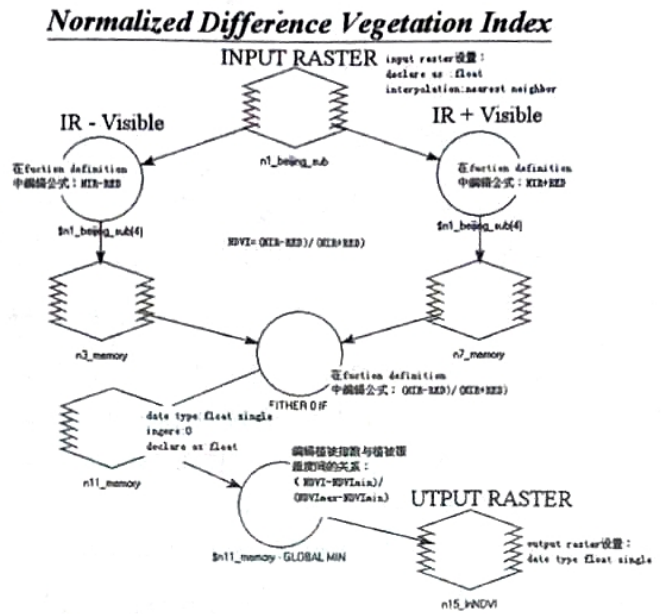 Normalized Difference Vegetation Index
INPUT RASTER
input raster设置：
declare as :float
interpolation:nearest neighbor
IR - Visible
IR + Visible
n1_beijing_sub
在fuction definition
中编辑公式：NIR-RED
在fuction definition
中编辑公式：NIR+RED
$n1_beijing_sub(4)
$n1_beijing_sub(4)
NDVI=(NIR-RED)/(NIR+RED)
n3_memory
n7_memory
在fuction definition
中编辑公式：(NIR-RED)/(NIR+RED)
EITHER 0 IF
date type:float single
ingore:0
declare as:float
n11_memory
编辑植被指数与植被覆
盖度间的关系：
(NDVI-NDVImin)/
(NDVImax-NDVImin)
$n11_memory - GLOBAL MIN
UTPUT RASTER
output raster设置：
date type float single
n15_lnNDVI